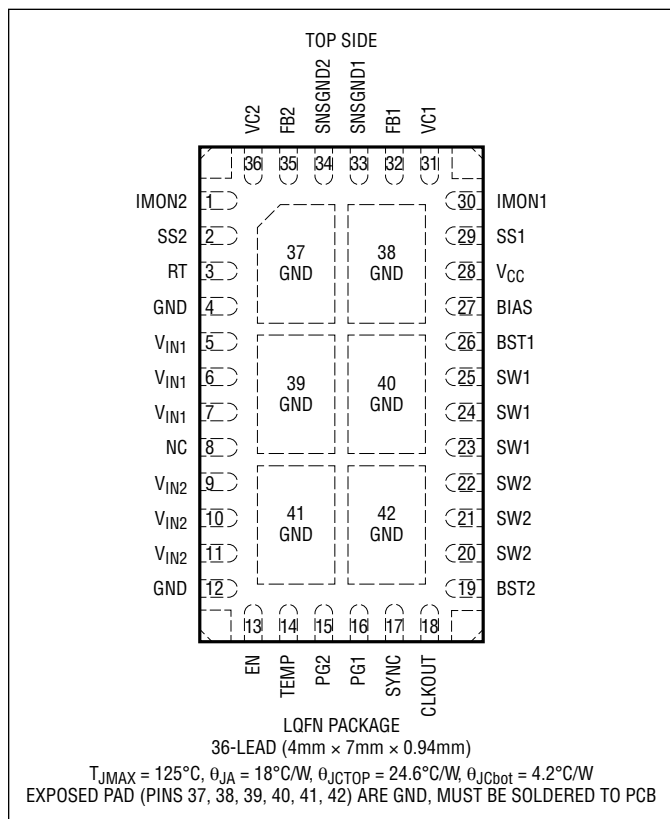 TOP SIDE
VC2 FB2 SNSGND2 SNSGND1 FB1 VC1
36 35 34 33 32 31
IMON2 1 30 IMON1
SS2 2 29 SS1
RT 3 28 VCC
GND 4 27 BIAS
VIN1 5 26 BST1
VIN1 6 25 SW1
VIN1 7 24 SW1
NC 8 23 SW1
VIN2 9 22 SW2
VIN2 10 21 SW2
VIN2 11 20 SW2
GND 12 19 BST2
37 38
GND GND
39 40
GND GND
41 42
GND GND
13 14 15 16 17 18
EN TEMP PG2 PG1 SYNC CLKOUT
LQFN PACKAGE
36-LEAD (4mm × 7mm × 0.94mm)
TJMAX = 125°C, θJA = 18°C/W, θJCTOP = 24.6°C/W, θJCbot = 4.2°C/W
EXPOSED PAD (PINS 37, 38, 39, 40, 41, 42) ARE GND, MUST BE SOLDERED TO PCB